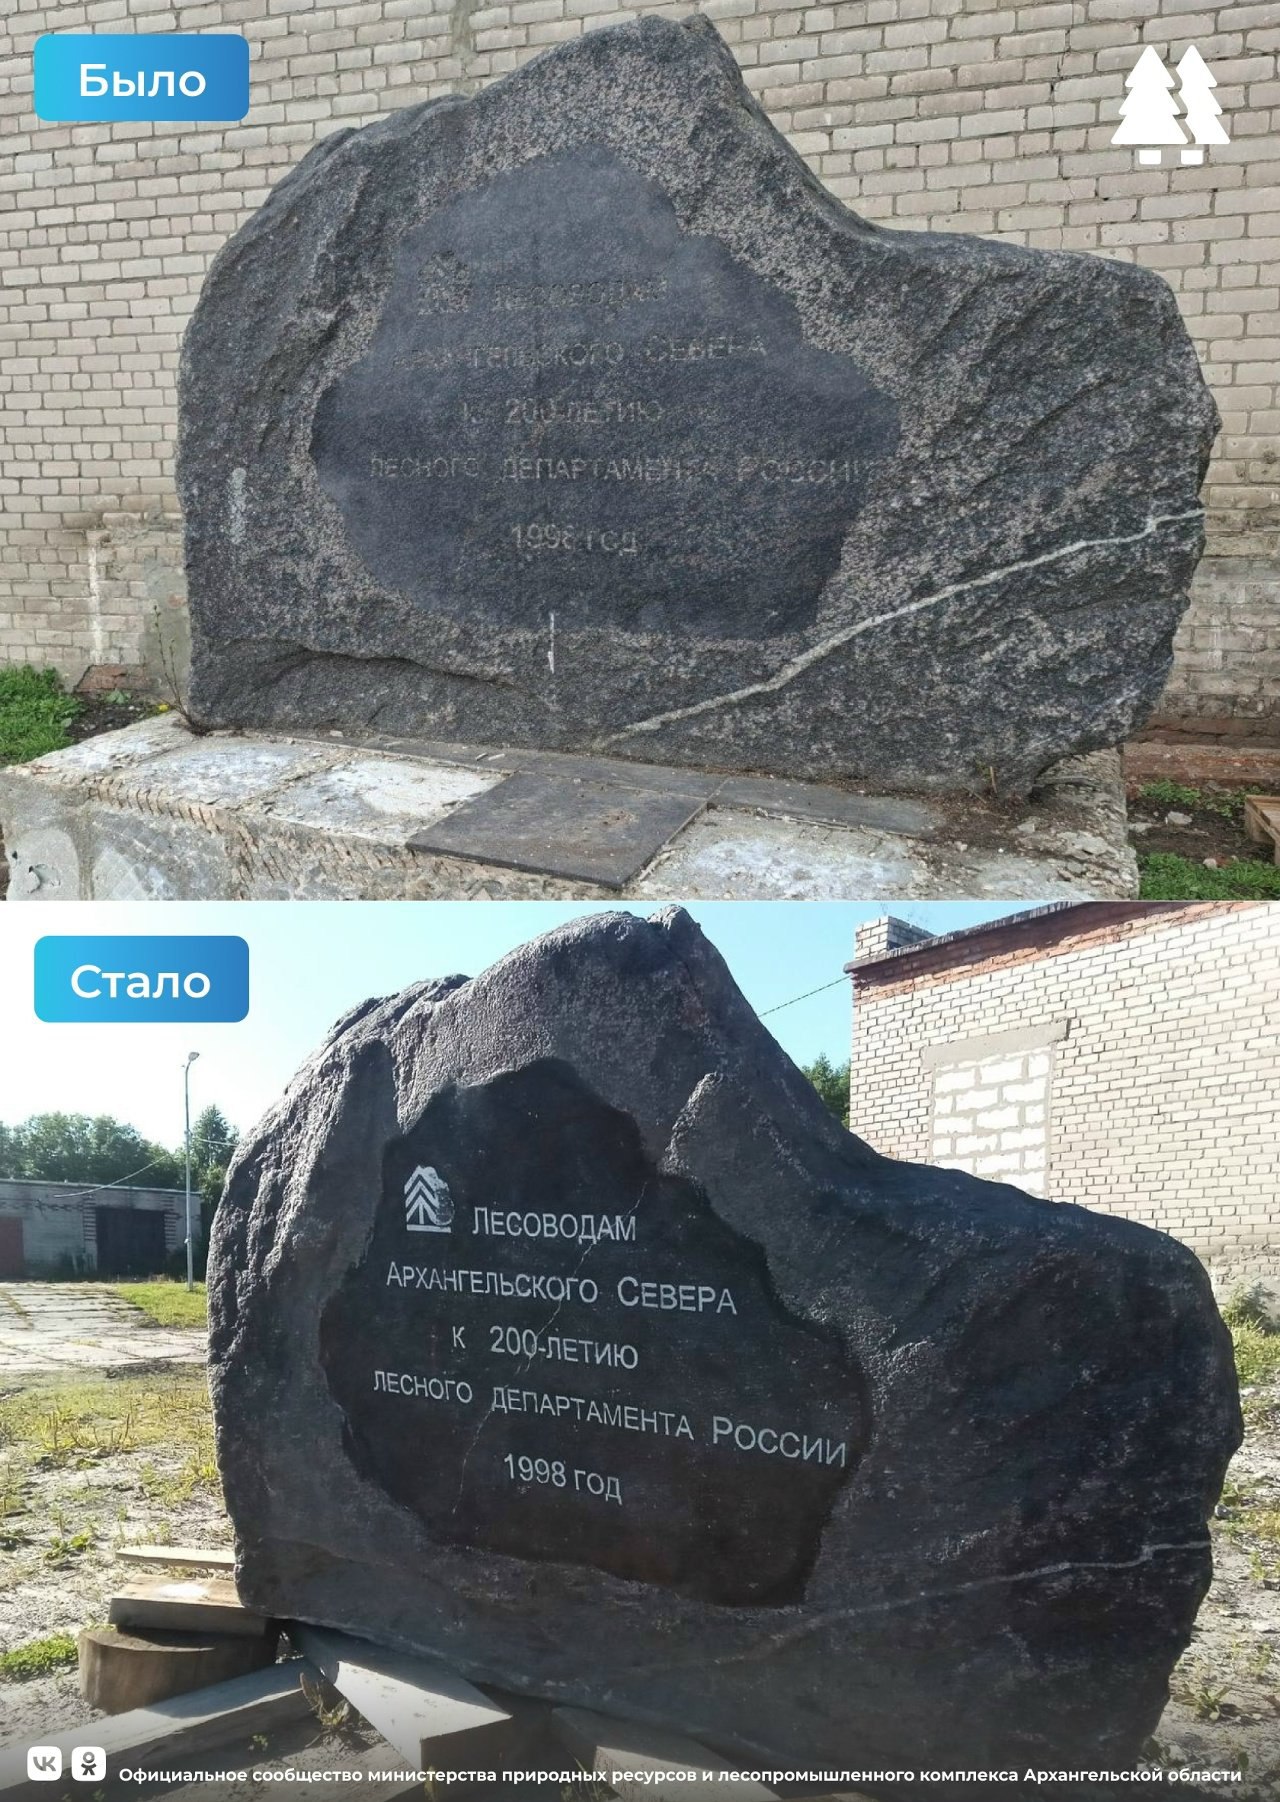 Было
ЛЕСОВОДАМ
АРХАНГЕЛЬСКОГО СЕВЕРА
К 200-ЛЕТИЮ
ЛЕСНОГО ДЕПАРТАМЕНТА РОССИИ
1998 ГОД
Стало
ЛЕСОВОДАМ
АРХАНГЕЛЬСКОГО СЕВЕРА
К 200-ЛЕТИЮ
ЛЕСНОГО ДЕПАРТАМЕНТА РОССИИ
1998 ГОД
Официальное сообщество министерства природных ресурсов и лесопромышленного комплекса Архангельской области